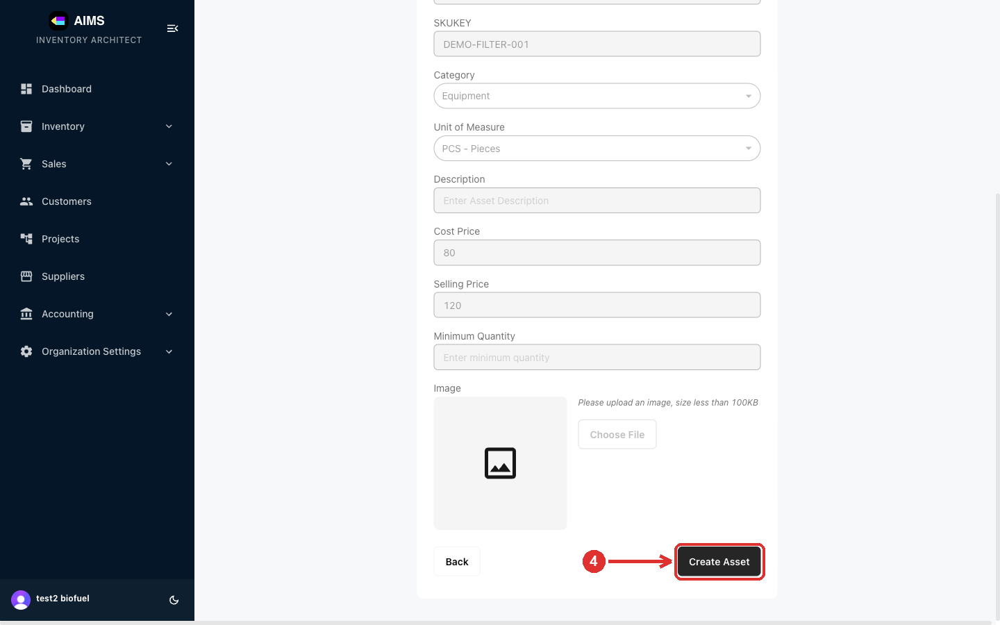 AIMS
INVENTORY ARCHITECT
Dashboard
Inventory
Sales
Customers
Projects
Suppliers
Accounting
Organization Settings
test2 biofuel
SKUKEY
DEMO-FILTER-001
Category
Equipment
Unit of Measure
PCS - Pieces
Description
Enter Asset Description
Cost Price
80
Selling Price
120
Minimum Quantity
Enter minimum quantity
Image
Please upload an image, size less than 100KB
Choose File
Back
4
Create Asset